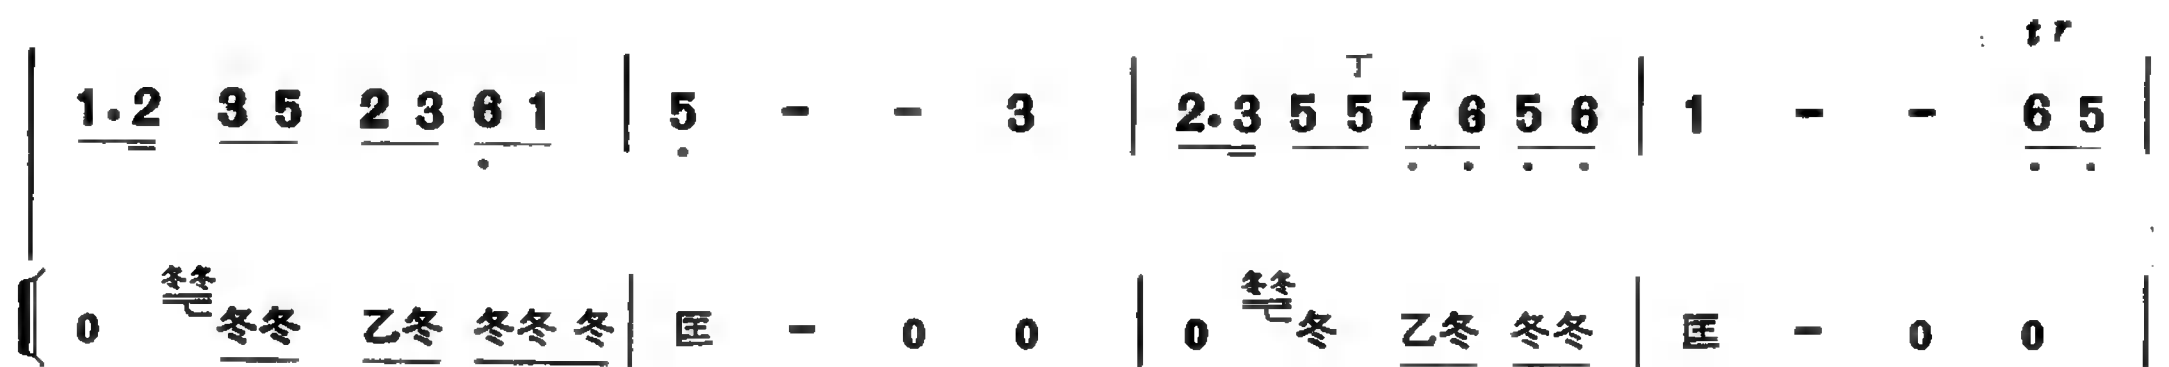 tr
丁
1.2 3 5 2 3 6 1 | 5 - - 3 | 2.3 5 5 7 6 5 6 | 1 - - 6 5 |
冬冬 冬冬
0 冬冬 乙冬 冬冬 冬 | 匡 - 0 0 | 0 冬 乙冬 冬冬 | 匡 - 0 0 |